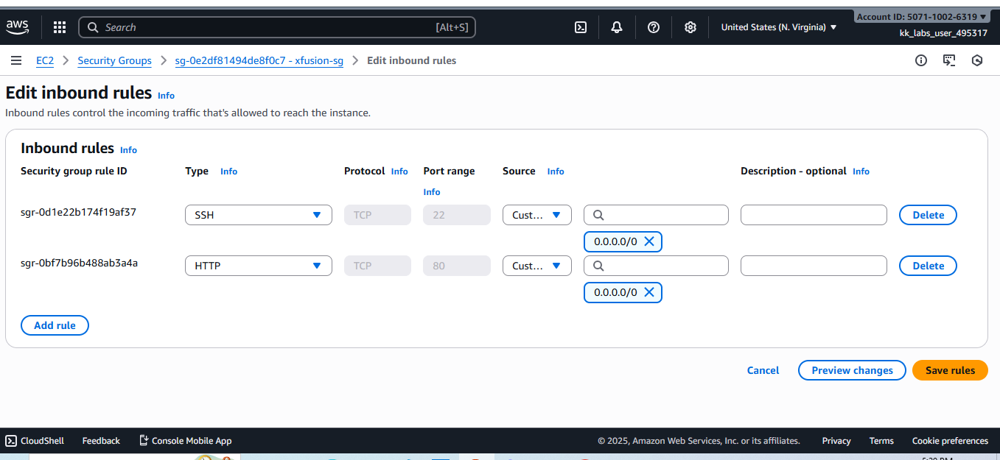 aws Search [Alt+S] United States (N. Virginia) Account ID: 5071-1002-6319
kk_labs_user_495317
EC2 Security Groups sg-0e2df81494de8f0c7 - xfusion-sg Edit inbound rules
Edit inbound rules Info
Inbound rules control the incoming traffic that's allowed to reach the instance.
Inbound rules Info
Security group rule ID Type Info Protocol Info Port range Source Info Description - optional Info
Info
sgr-0d1e22b174f19af37 SSH TCP 22 Cust... Delete
0.0.0.0/0
sgr-0bf7b96b488ab3a4a HTTP TCP 80 Cust... Delete
0.0.0.0/0
Add rule
Cancel Preview changes Save rules
CloudShell Feedback Console Mobile App © 2025, Amazon Web Services, Inc. or its affiliates. Privacy Terms Cookie preferences